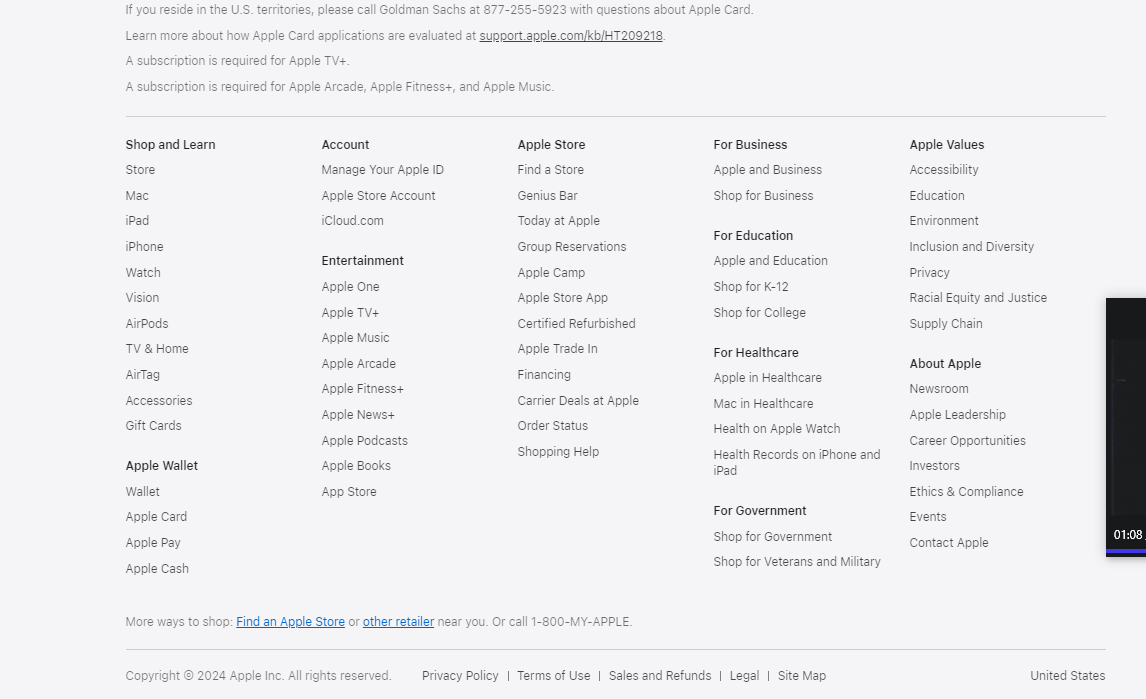 If you reside in the U.S. territories, please call Goldman Sachs at 877-255-5923 with questions about Apple Card.
Learn more about how Apple Card applications are evaluated at support.apple.com/kb/HT209218.
A subscription is required for Apple TV+.
A subscription is required for Apple Arcade, Apple Fitness+, and Apple Music.
Shop and Learn
Store
Mac
iPad
iPhone
Watch
Vision
AirPods
TV & Home
AirTag
Accessories
Gift Cards
Apple Wallet
Wallet
Apple Card
Apple Pay
Apple Cash
Account
Manage Your Apple ID
Apple Store Account
iCloud.com
Entertainment
Apple One
Apple TV+
Apple Music
Apple Arcade
Apple Fitness+
Apple News+
Apple Podcasts
Apple Books
App Store
Apple Store
Find a Store
Genius Bar
Today at Apple
Group Reservations
Apple Camp
Apple Store App
Certified Refurbished
Apple Trade In
Financing
Carrier Deals at Apple
Order Status
Shopping Help
For Business
Apple and Business
Shop for Business
For Education
Apple and Education
Shop for K-12
Shop for College
For Healthcare
Apple in Healthcare
Mac in Healthcare
Health on Apple Watch
Health Records on iPhone and
iPad
For Government
Shop for Government
Shop for Veterans and Military
Apple Values
Accessibility
Education
Environment
Inclusion and Diversity
Privacy
Racial Equity and Justice
Supply Chain
About Apple
Newsroom
Apple Leadership
Career Opportunities
Investors
Ethics & Compliance
Events
Contact Apple
01:08
More ways to shop: Find an Apple Store or other retailer near you. Or call 1-800-MY-APPLE.
Copyright © 2024 Apple Inc. All rights reserved. Privacy Policy | Terms of Use | Sales and Refunds | Legal | Site Map United States